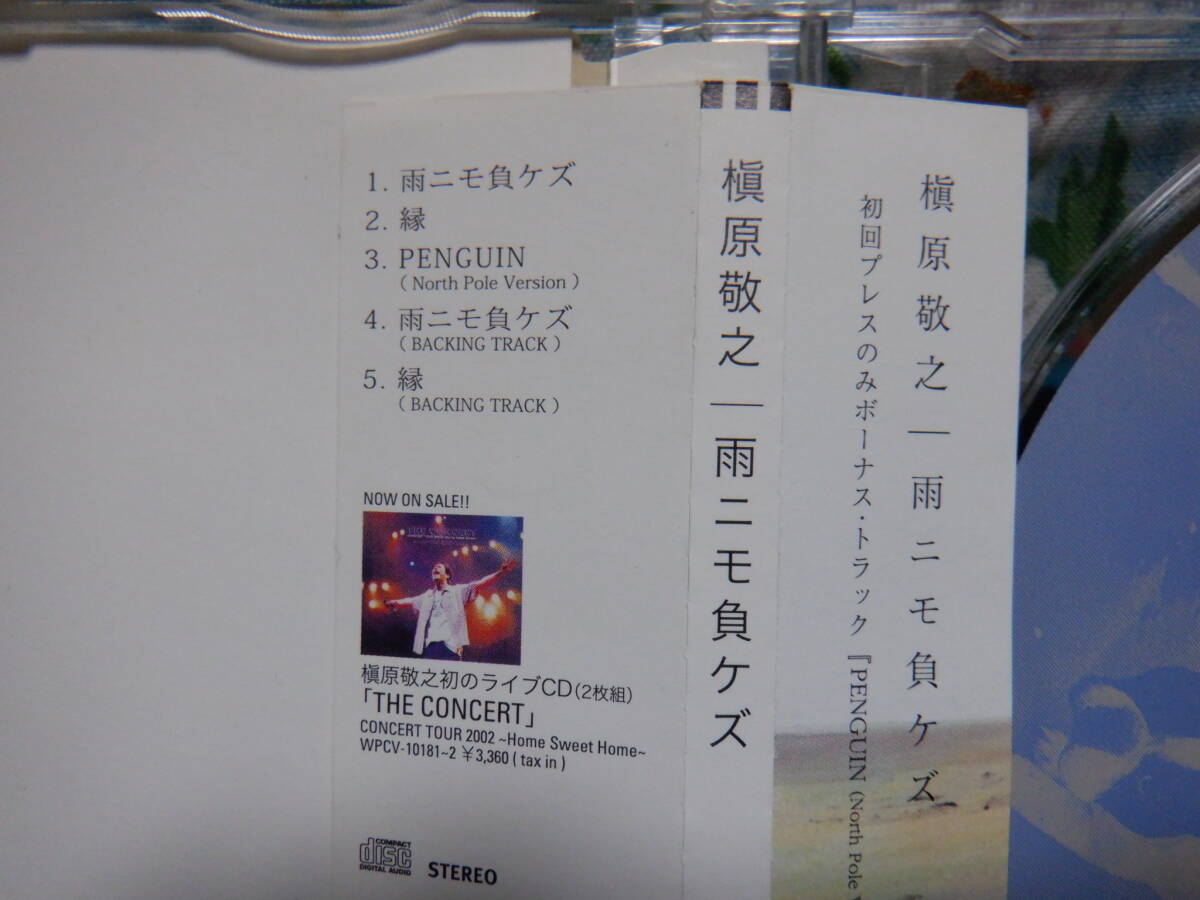 1. 雨ニモ負ケズ
2. 縁
3. PENGUIN
( North Pole Version )
4. 雨ニモ負ケズ
( BACKING TRACK )
5. 縁
( BACKING TRACK )
NOW ON SALE!!
槇原敬之初のライブCD(2枚組)
「THE CONCERT」
CONCERT TOUR 2002 ~Home Sweet Home~
WPCV-10181~2 ¥3,360 ( tax in )
COMPACT
disc
DIGITAL AUDIO
STEREO
槇原敬之―雨ニモ負ケズ
槇原敬之―雨ニモ負ケズ
初回プレスのみボーナス・トラック『PENGUIN (North Pole